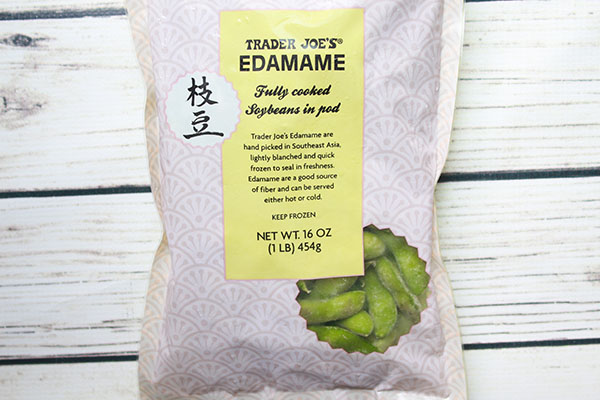 TRADER JOE'S®
EDAMAME
Fully cooked
Soybeans in pod
枝豆
Trader Joe's Edamame are
hand picked in Southeast Asia,
lightly blanched and quick
frozen to seal in freshness.
Edamame are a good source
of fiber and can be served
either hot or cold.
KEEP FROZEN
NET WT. 16 OZ
(1 LB) 454g